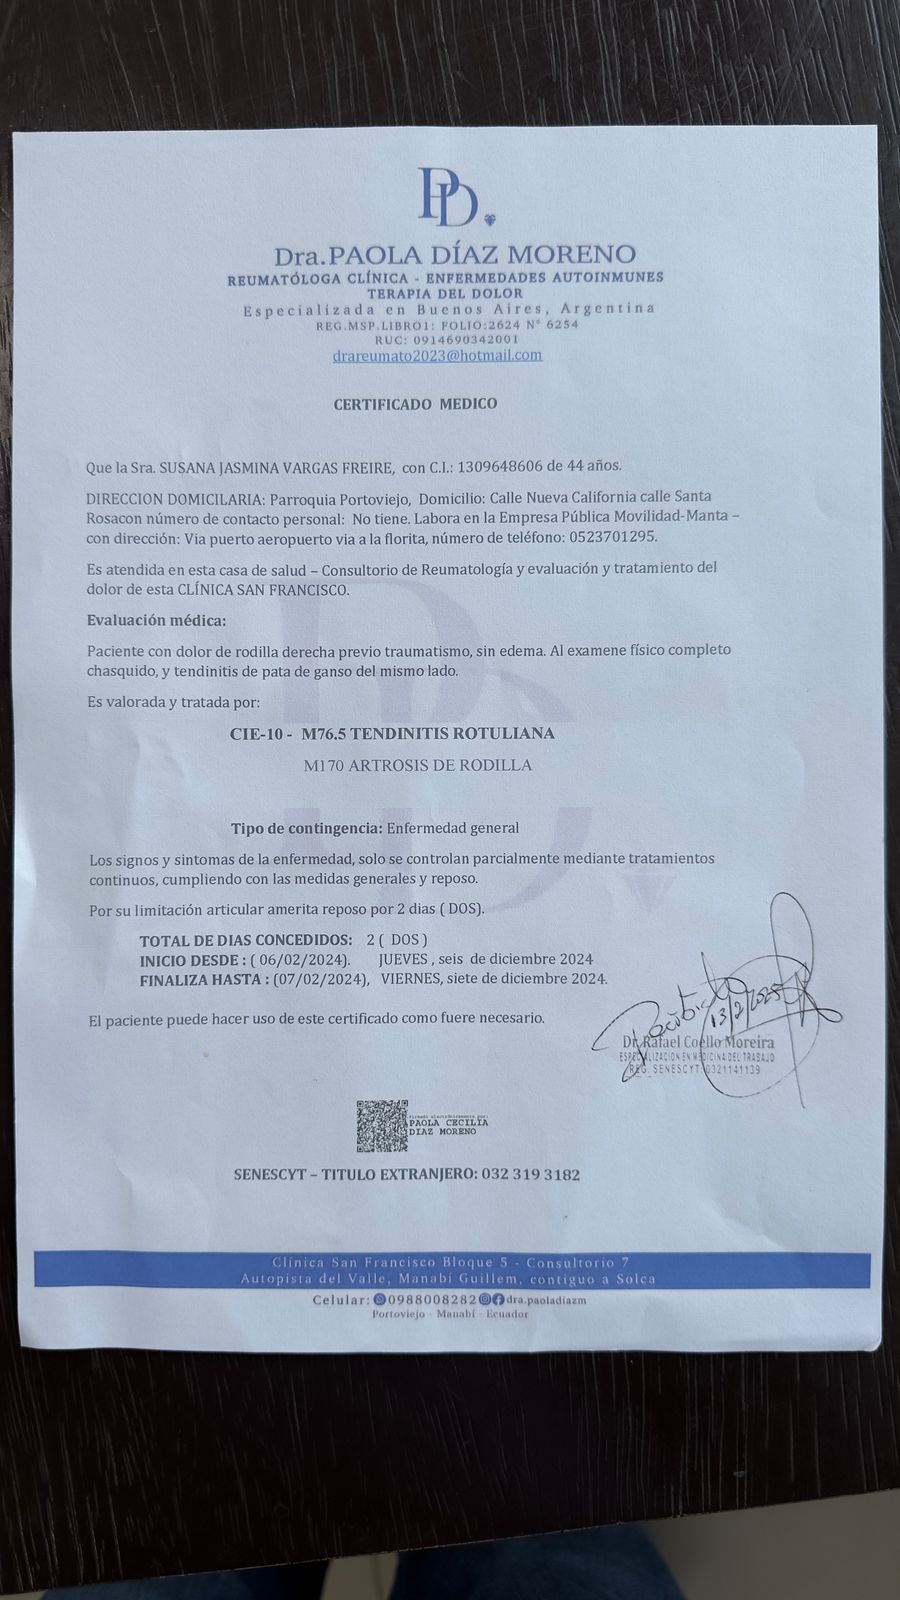 PD.
Dra.PAOLA DÍAZ MORENO
REUMATÓLOGA CLÍNICA - ENFERMEDADES AUTOINMUNES
TERAPIA DEL DOLOR
Especializada en Buenos Aires, Argentina
REG.MSP.LIBRO1: FOLIO:2624 N° 6254
RUC: 0914690342001
drareumato2023@hotmail.com
CERTIFICADO MEDICO
Que la Sra. SUSANA JASMINA VARGAS FREIRE, con C.I.: 1309648606 de 44 años.
DIRECCION DOMICILARIA: Parroquia Portoviejo, Domicilio: Calle Nueva California calle Santa
Rosacon número de contacto personal: No tiene. Labora en la Empresa Pública Movilidad-Manta –
con dirección: Via puerto aeropuerto via a la florita, número de teléfono: 0523701295.
Es atendida en esta casa de salud – Consultorio de Reumatología y evaluación y tratamiento del
dolor de esta CLÍNICA SAN FRANCISCO.
Evaluación médica:
Paciente con dolor de rodilla derecha previo traumatismo, sin edema. Al examene físico completo
chasquido, y tendinitis de pata de ganso del mismo lado.
Es valorada y tratada por:
CIE-10 - M76.5 TENDINITIS ROTULIANA
M170 ARTROSIS DE RODILLA
Tipo de contingencia: Enfermedad general
Los signos y sintomas de la enfermedad, solo se controlan parcialmente mediante tratamientos
continuos, cumpliendo con las medidas generales y reposo.
Por su limitación articular amerita reposo por 2 dias ( DOS).
TOTAL DE DIAS CONCEDIDOS: 2 ( DOS )
INICIO DESDE : ( 06/02/2024). JUEVES , seis de diciembre 2024
FINALIZA HASTA : (07/02/2024), VIERNES, siete de diciembre 2024.
El paciente puede hacer uso de este certificado como fuere necesario.
13/2/2025
Dr. Rafael Coello Moreira
ESPECIALIZACION EN MEDICINA DEL TRABAJO
REG. SENESCYT: 0321141139
Firmado electrónicamente por:
PAOLA CECILIA
DIAZ MORENO
SENESCYT – TITULO EXTRANJERO: 032 319 3182
Clínica San Francisco Bloque 5 - Consultorio 7
Autopista del Valle, Manabí Guillem, contiguo a Solca
Celular: 0988008282 dra.paoladiazm
Portoviejo - Manabí - Ecuador